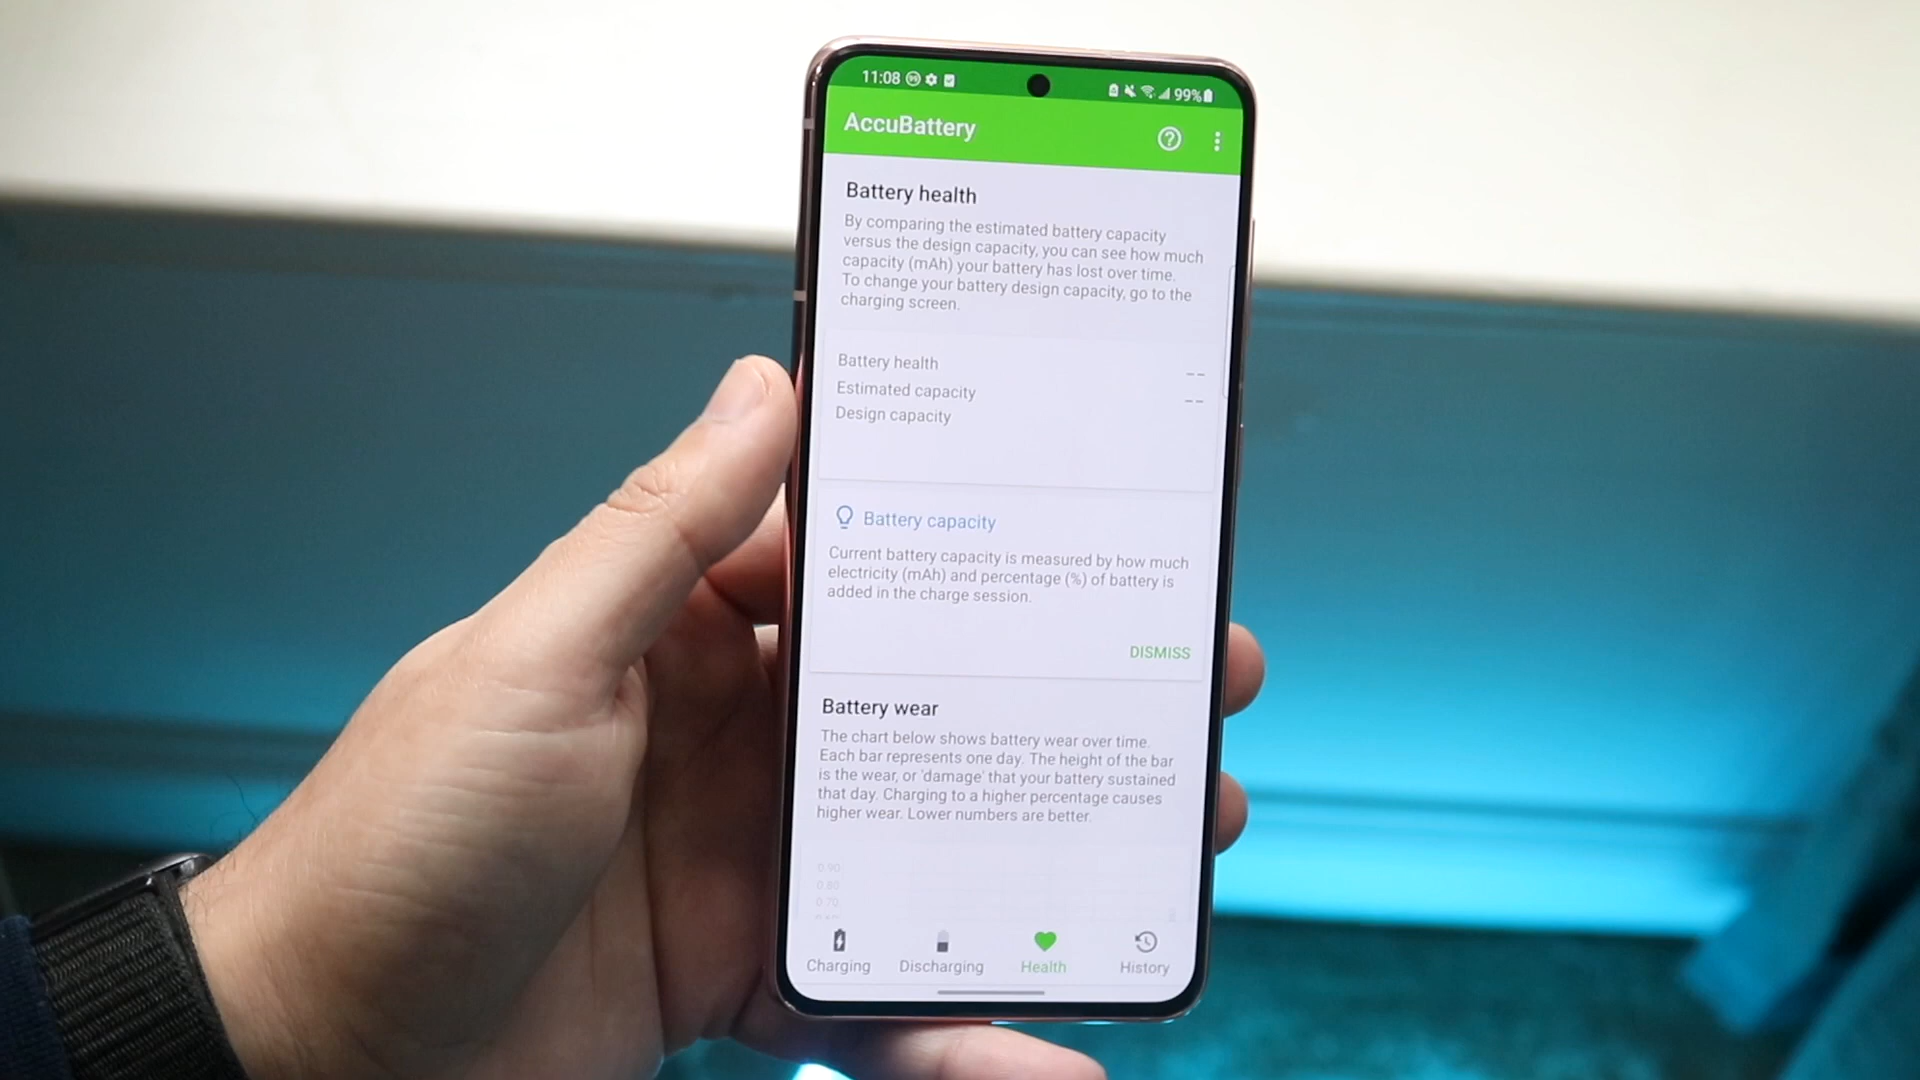 11:08 99%
AccuBattery
Battery health
By comparing the estimated battery capacity
versus the design capacity, you can see how much
capacity (mAh) your battery has lost over time.
To change your battery design capacity, go to the
charging screen.
Battery health --
Estimated capacity --
Design capacity
Battery capacity
Current battery capacity is measured by how much
electricity (mAh) and percentage (%) of battery is
added in the charge session.
DISMISS
Battery wear
The chart below shows battery wear over time.
Each bar represents one day. The height of the bar
is the wear, or 'damage' that your battery sustained
that day. Charging to a higher percentage causes
higher wear. Lower numbers are better.
0.90
0.80
0.70
Charging Discharging Health History